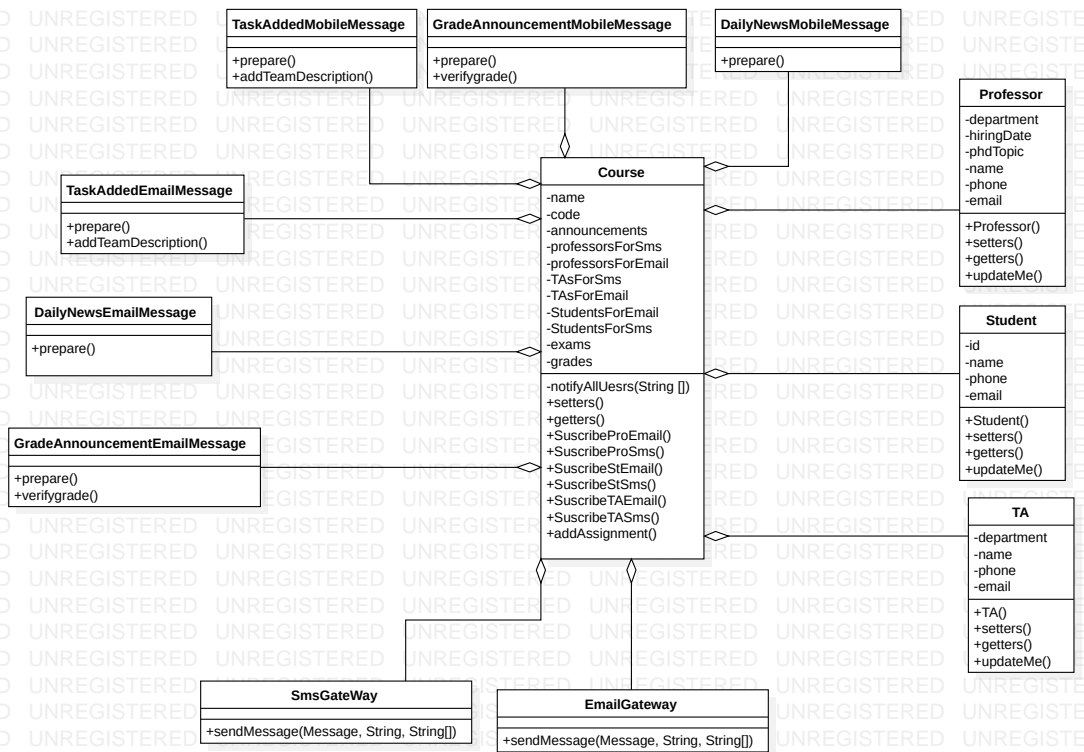 TaskAddedMobileMessage
+prepare()
+addTeamDescription()
GradeAnnouncementMobileMessage
+prepare()
+verifygrade()
DailyNewsMobileMessage
+prepare()
Professor
-department
-hiringDate
-phdTopic
-name
-phone
-email
+Professor()
+setters()
+getters()
+updateMe()
Course
-name
-code
-announcements
-professorsForSms
-professorsForEmail
-TAsForSms
-TAsForEmail
-StudentsForEmail
-StudentsForSms
-exams
-grades
-notifyAllUesrs(String [])
+setters()
+getters()
+SuscribeProEmail()
+SuscribeProSms()
+SuscribeStEmail()
+SuscribeStSms()
+SuscribeTAEmail()
+SuscribeTASms()
+addAssignment()
TaskAddedEmailMessage
+prepare()
+addTeamDescription()
DailyNewsEmailMessage
+prepare()
Student
-id
-name
-phone
-email
+Student()
+setters()
+getters()
+updateMe()
GradeAnnouncementEmailMessage
+prepare()
+verifygrade()
TA
-department
-name
-phone
-email
+TA()
+setters()
+getters()
+updateMe()
SmsGateWay
+sendMessage(Message, String, String[])
EmailGateway
+sendMessage(Message, String, String[])
UNREGISTERED